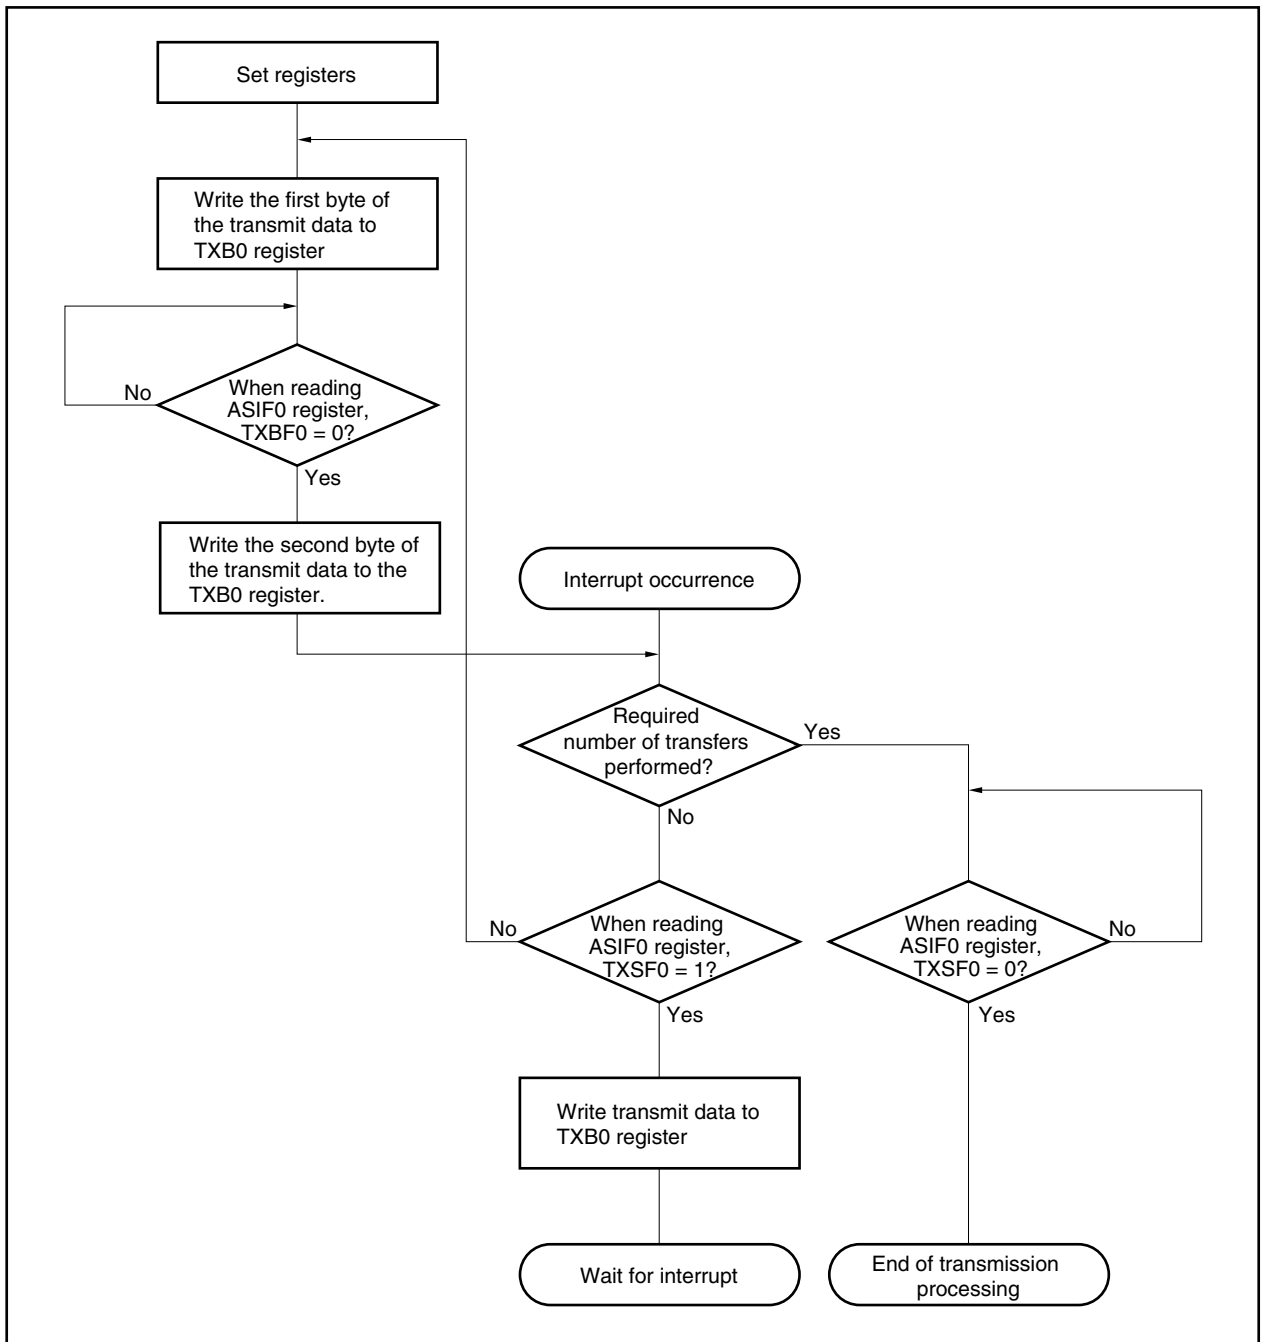 Set registers
Write the first byte of
the transmit data to
TXB0 register
No
When reading
ASIF0 register,
TXBF0 = 0?
Yes
Write the second byte of
the transmit data to the
TXB0 register.
Interrupt occurrence
Required
number of transfers
performed?
Yes
No
No
When reading
ASIF0 register,
TXSF0 = 1?
Yes
When reading
ASIF0 register,
TXSF0 = 0?
No
Yes
Write transmit data to
TXB0 register
Wait for interrupt
End of transmission
processing